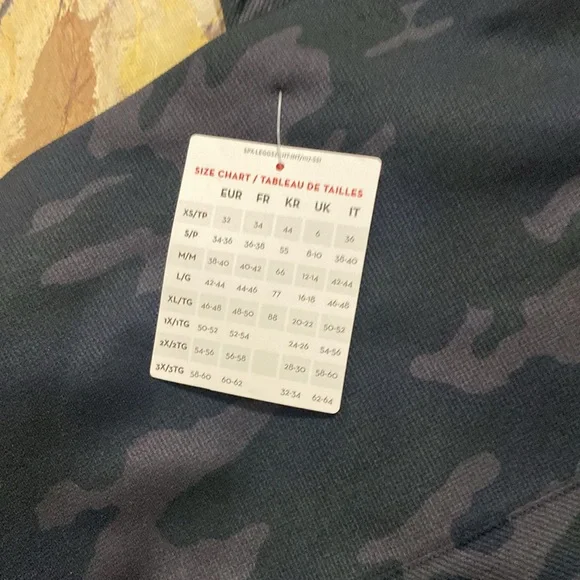 SIZE CHART / TABLEAU DE TAILLES
EUR FR KR UK IT
XS/TP 32 34 44 6 36
S/P 34-36 36-38 55 8-10 38-40
M/M 38-40 40-42 66 12-14 42-44
L/G 42-44 44-46 77 16-18 46-48
XL/TG 46-48 48-50 88 20-22 50-52
1X/1TG 50-52 52-54 24-26 54-56
2X/2TG 54-56 56-58 28-30 58-60
3X/3TG 58-60 60-62 32-34 62-64